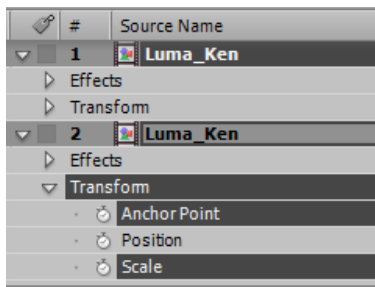 # Source Name
1 Luma_Ken
Effects
Transform
2 Luma_Ken
Effects
Transform
Anchor Point
Position
Scale